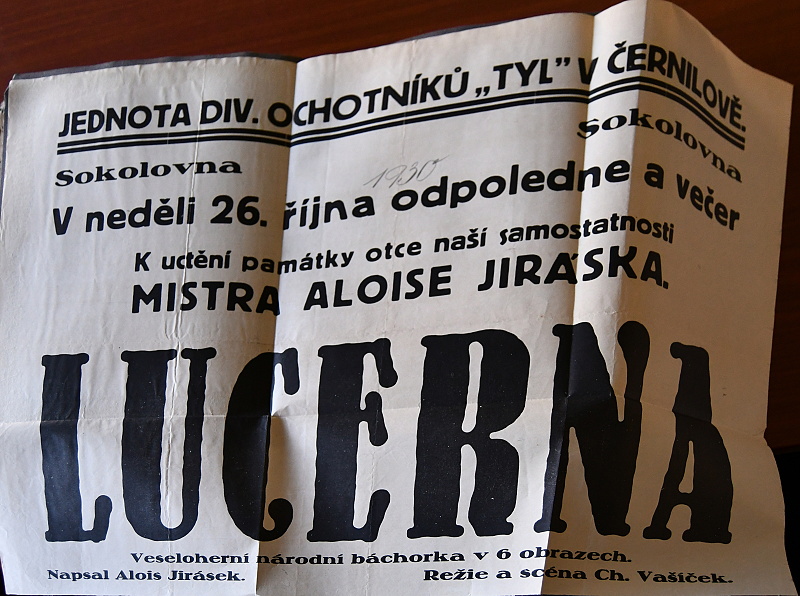 JEDNOTA DIV. OCHOTNÍKŮ „TYL" V ČERNILOVĚ.
Sokolovna Sokolovna
1930
V neděli 26. října odpoledne a večer
K uctění památky otce naší samostatnosti
MISTRA ALOISE JIRÁSKA.
LUCERNA
Veseloherní národní báchorka v 6 obrazech.
Napsal Alois Jirásek. Režie a scéna Ch. Vašíček.